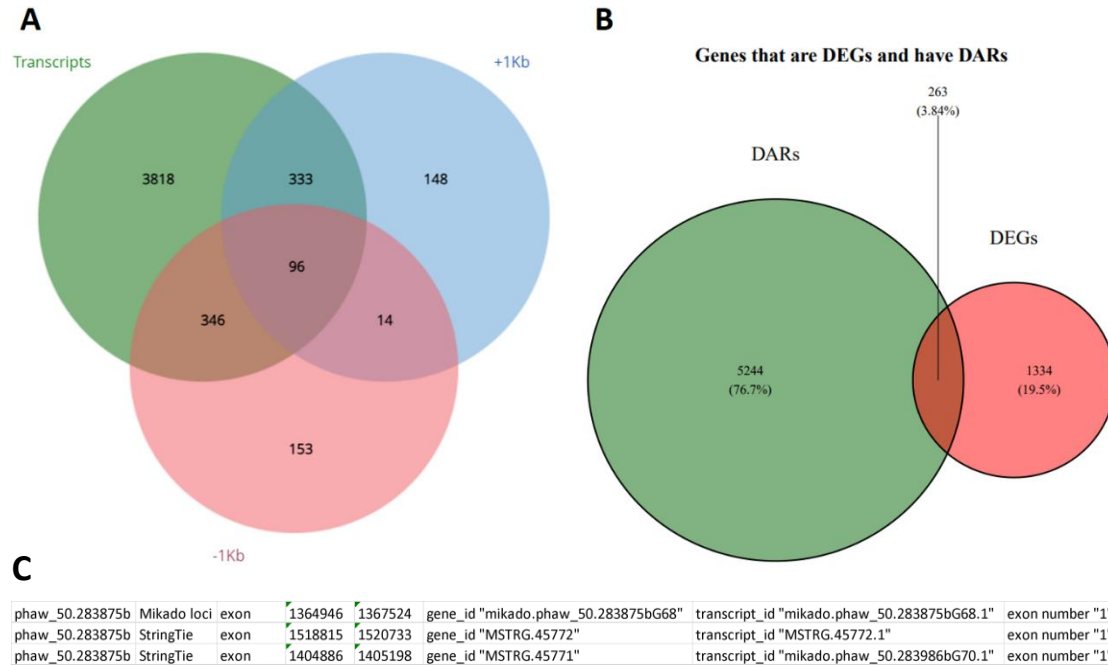 A
Transcripts
+1Kb
3818
333
148
96
346
14
153
-1Kb
B
Genes that are DEGs and have DARs
263
(3.84%)
DARs
DEGs
5244
(76.7%)
1334
(19.5%)
C
phaw_50.283875b Mikado loci exon 1364946 1367524 gene_id "mikado.phaw_50.283875bG68" transcript_id "mikado.phaw_50.283875bG68.1" exon number "1"
phaw_50.283875b StringTie exon 1518815 1520733 gene_id "MSTRG.45772" transcript_id "MSTRG.45772.1" exon number "1"
phaw_50.283875b StringTie exon 1404886 1405198 gene_id "MSTRG.45771" transcript_id "mikado.phaw_50.283986bG70.1" exon number "1"